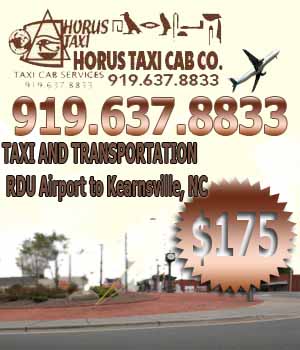 HORUS
TAXI
TAXI CAB SERVICES
919.637.8833
HORUS TAXI CAB CO.
919.637.8833
919.637.8833
TAXI AND TRANSPORTATION
RDU Airport to Kearnsville, NC
$175